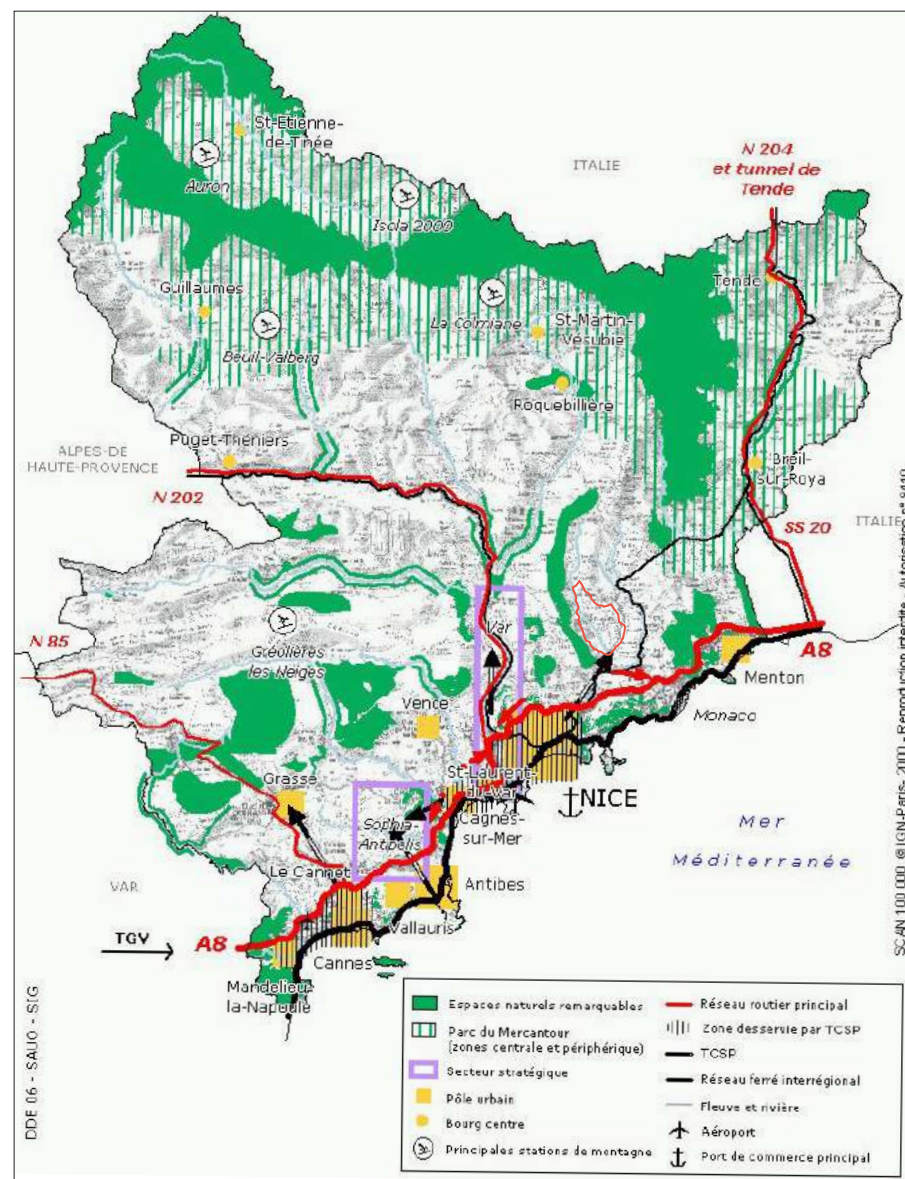 ITALIE
N 204
et tunnel de
Tende
St-Etienne-
de-Tinée
Auron
Isola 2000
Tende
Guillaumes
La Colmiane
St-Martin-
Vésubie
Beuil-Valberg
Roquebillière
ALPES-DE-
HAUTE-PROVENCE
Puget-Théniers
Breil-
sur-Roya
N 202
SS 20
ITALIE
N 85
Var
Gréolières
les Neiges
A8
Menton
Vence
Monaco
St-Laurent-
du-Var
Grasse
NICE
Cagnes-
sur-Mer
Sophia-
Antibolis
Mer
Méditerranée
Le Cannet
VAR
Antibes
TGV
A8
Vallauris
Cannes
Mandelieu-
la-Napoule
SCAN 100 000 ©IGN-Paris- 2000 - Reproduction interdite - Autorisation n°
DDE 06 - SAUO - SIG
Espaces naturels remarquables
Parc du Mercantour
(zones centrale et périphérique)
Secteur stratégique
Pôle urbain
Bourg centre
Principales stations de montagne
Réseau routier principal
Zone desservie par TCSP
TCSP
Réseau ferré interrégional
Fleuve et rivière
Aéroport
Port de commerce principal